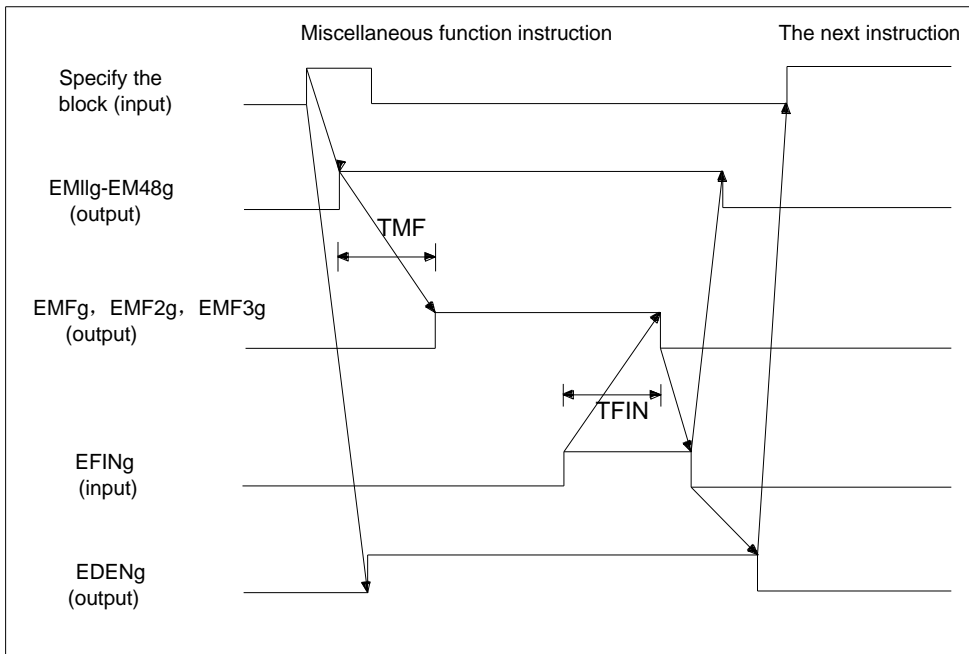 Miscellaneous function instruction
The next instruction
Specify the
block (input)
EMllg-EM48g
(output)
TMF
EMFg，EMF2g，EMF3g
(output)
TFIN
EFINg
(input)
EDENg
(output)